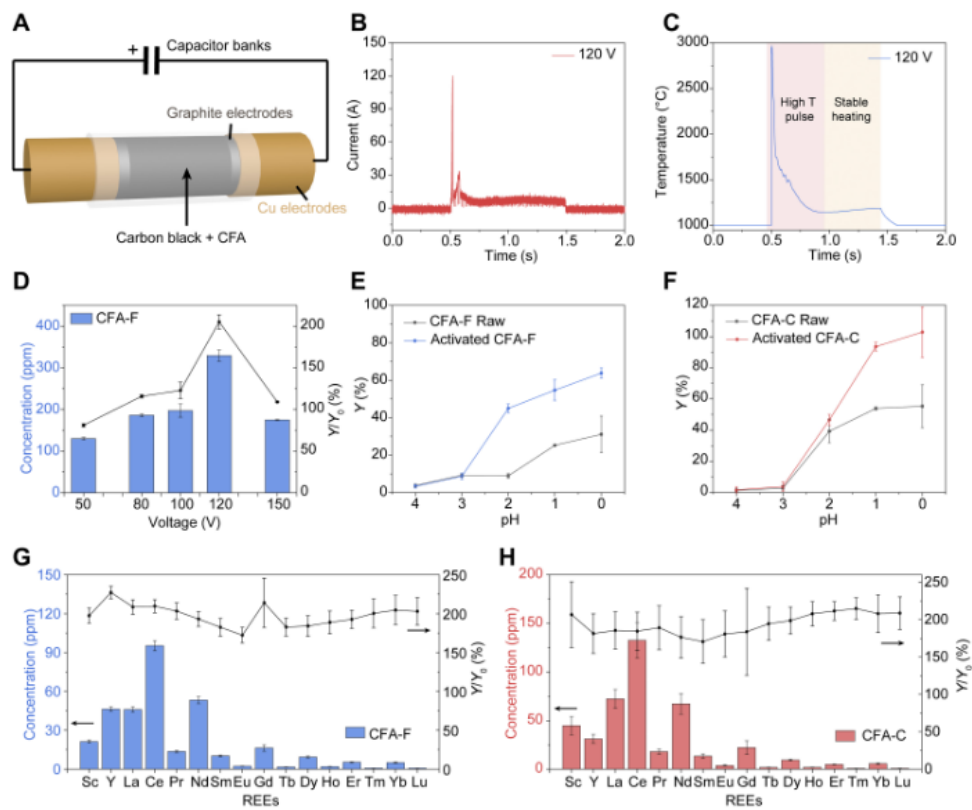 A
+
Capacitor banks
Graphite electrodes
Cu electrodes
Carbon black + CFA
B
150
120
90
60
30
0
Current (A)
120 V
0.0 0.5 1.0 1.5 2.0
Time (s)
C
3000
2500
2000
1500
1000
Temperature (°C)
120 V
High T
pulse
Stable
heating
0.0 0.5 1.0 1.5 2.0
Time (s)
D
400
300
200
100
0
Concentration (ppm)
CFA-F
200
150
100
50
0
Y/Y₀ (%)
50 80 100 120 150
Voltage (V)
E
100
80
60
40
20
0
Y (%)
CFA-F Raw
Activated CFA-F
4 3 2 1 0
pH
F
120
100
80
60
40
20
0
Y (%)
CFA-C Raw
Activated CFA-C
4 3 2 1 0
pH
G
150
120
90
60
30
0
Concentration (ppm)
CFA-F
250
200
150
100
50
0
Y/Y₀ (%)
Sc Y La Ce Pr Nd Sm Eu Gd Tb Dy Ho Er Tm Yb Lu
REEs
H
200
150
100
50
0
Concentration (ppm)
CFA-C
250
200
150
100
50
0
Y/Y₀ (%)
Sc Y La Ce Pr Nd Sm Eu Gd Tb Dy Ho Er Tm Yb Lu
REEs